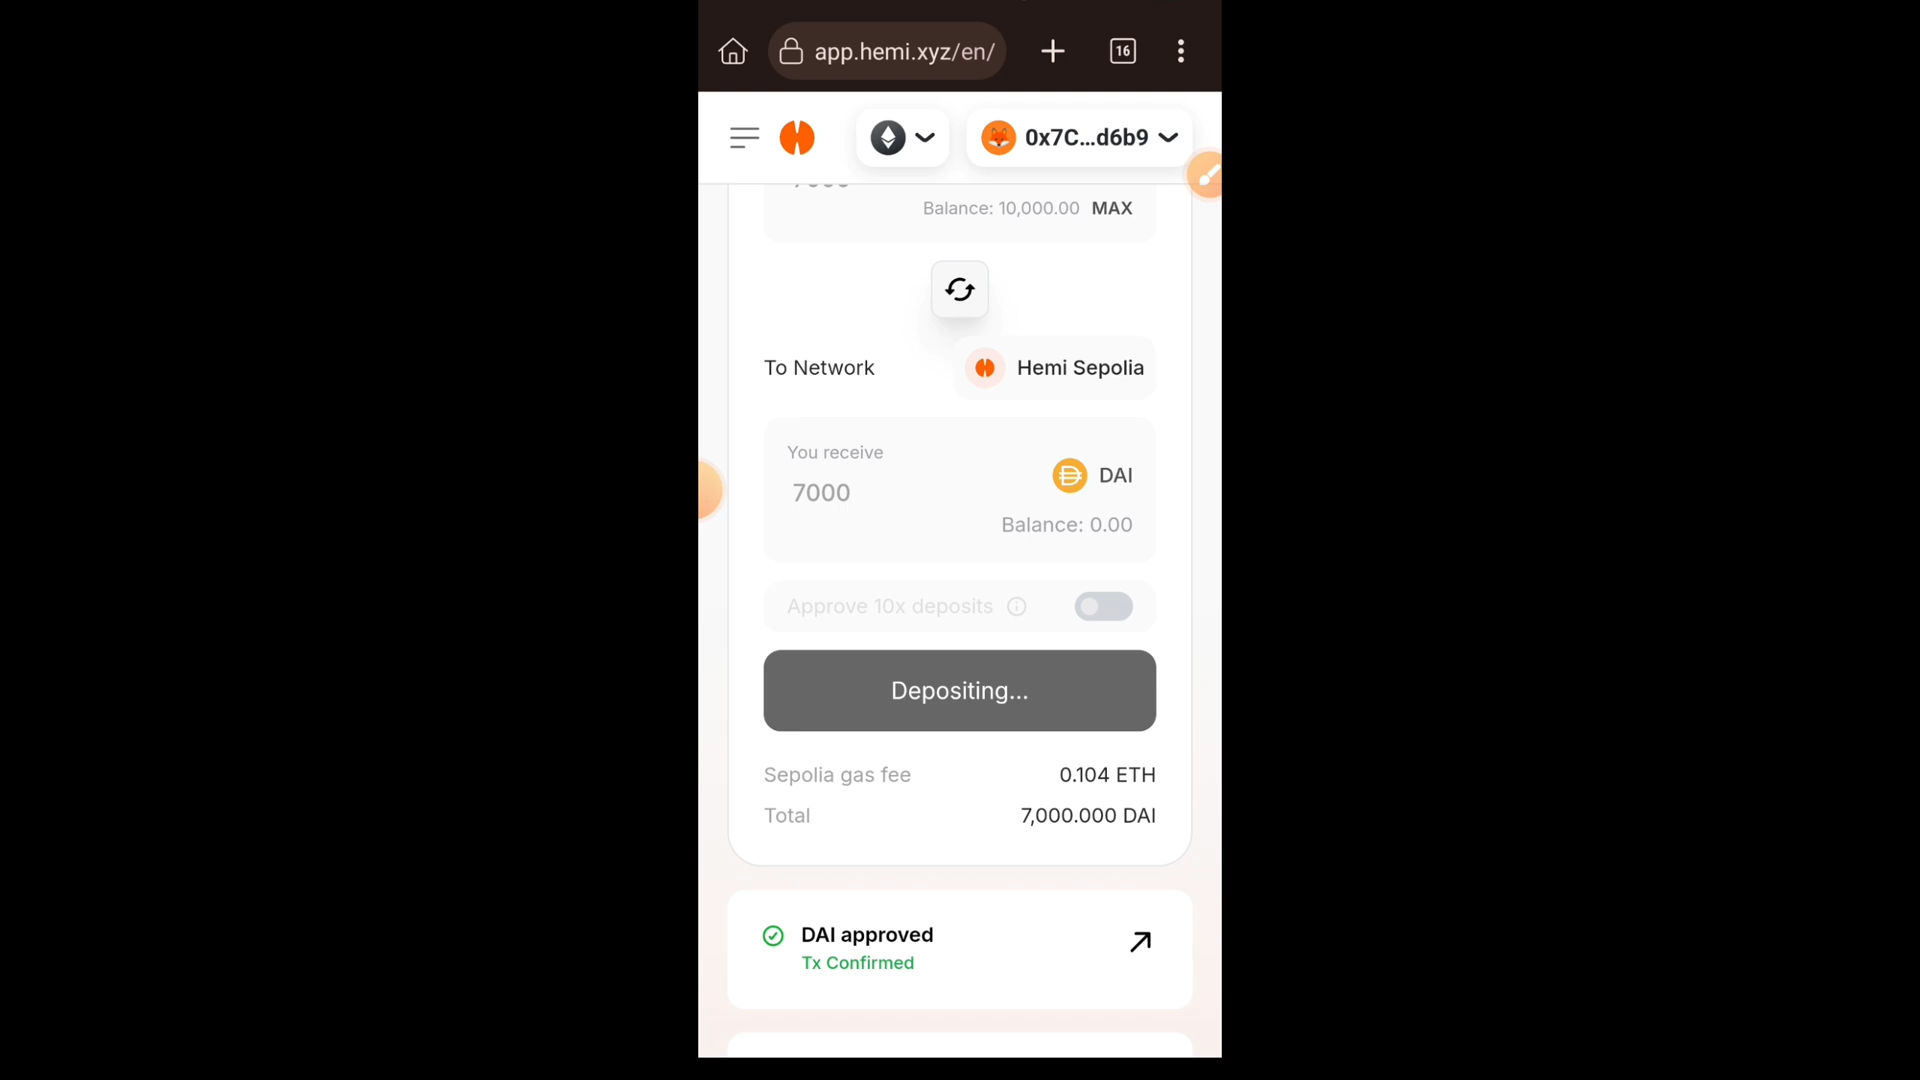 app.hemi.xyz/en/
16
0x7C...d6b9
Balance: 10,000.00 MAX
To Network
Hemi Sepolia
You receive
7000
DAI
Balance: 0.00
Approve 10x deposits
Depositing...
Sepolia gas fee
0.104 ETH
Total
7,000.000 DAI
DAI approved
Tx Confirmed